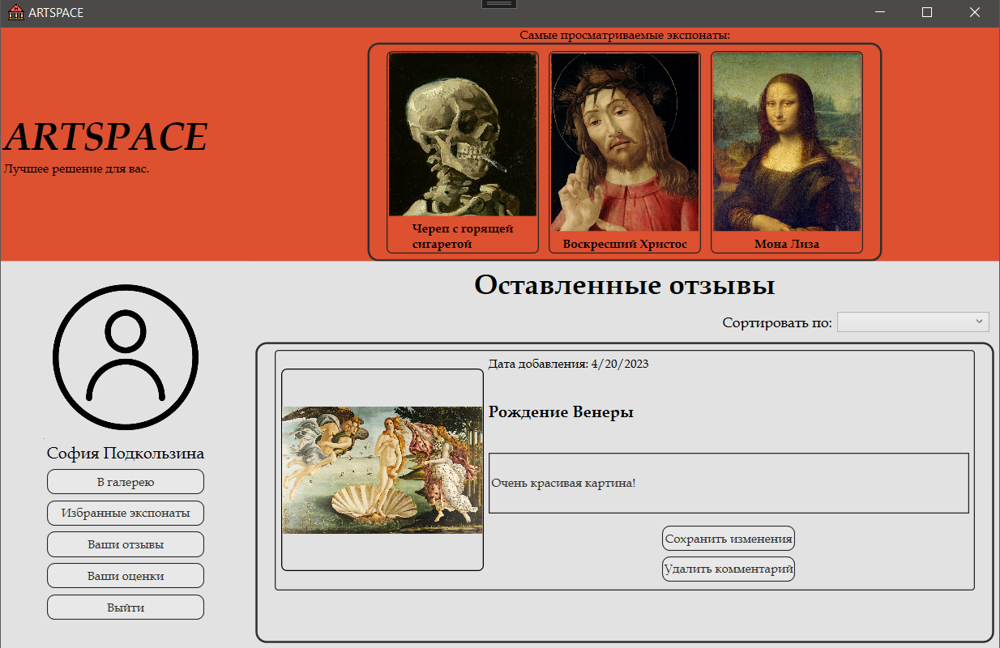 ARTSPACE
Самые просматриваемые экспонаты:
ARTSPACE
Лучшее решение для вас.
Череп с горящей
сигаретой
Воскресший Христос
Мона Лиза
Оставленные отзывы
Сортировать по:
София Подкользина
В галерею
Избранные экспонаты
Ваши отзывы
Ваши оценки
Выйти
Дата добавления: 4/20/2023
Рождение Венеры
Очень красивая картина!
Сохранить изменения
Удалить комментарий